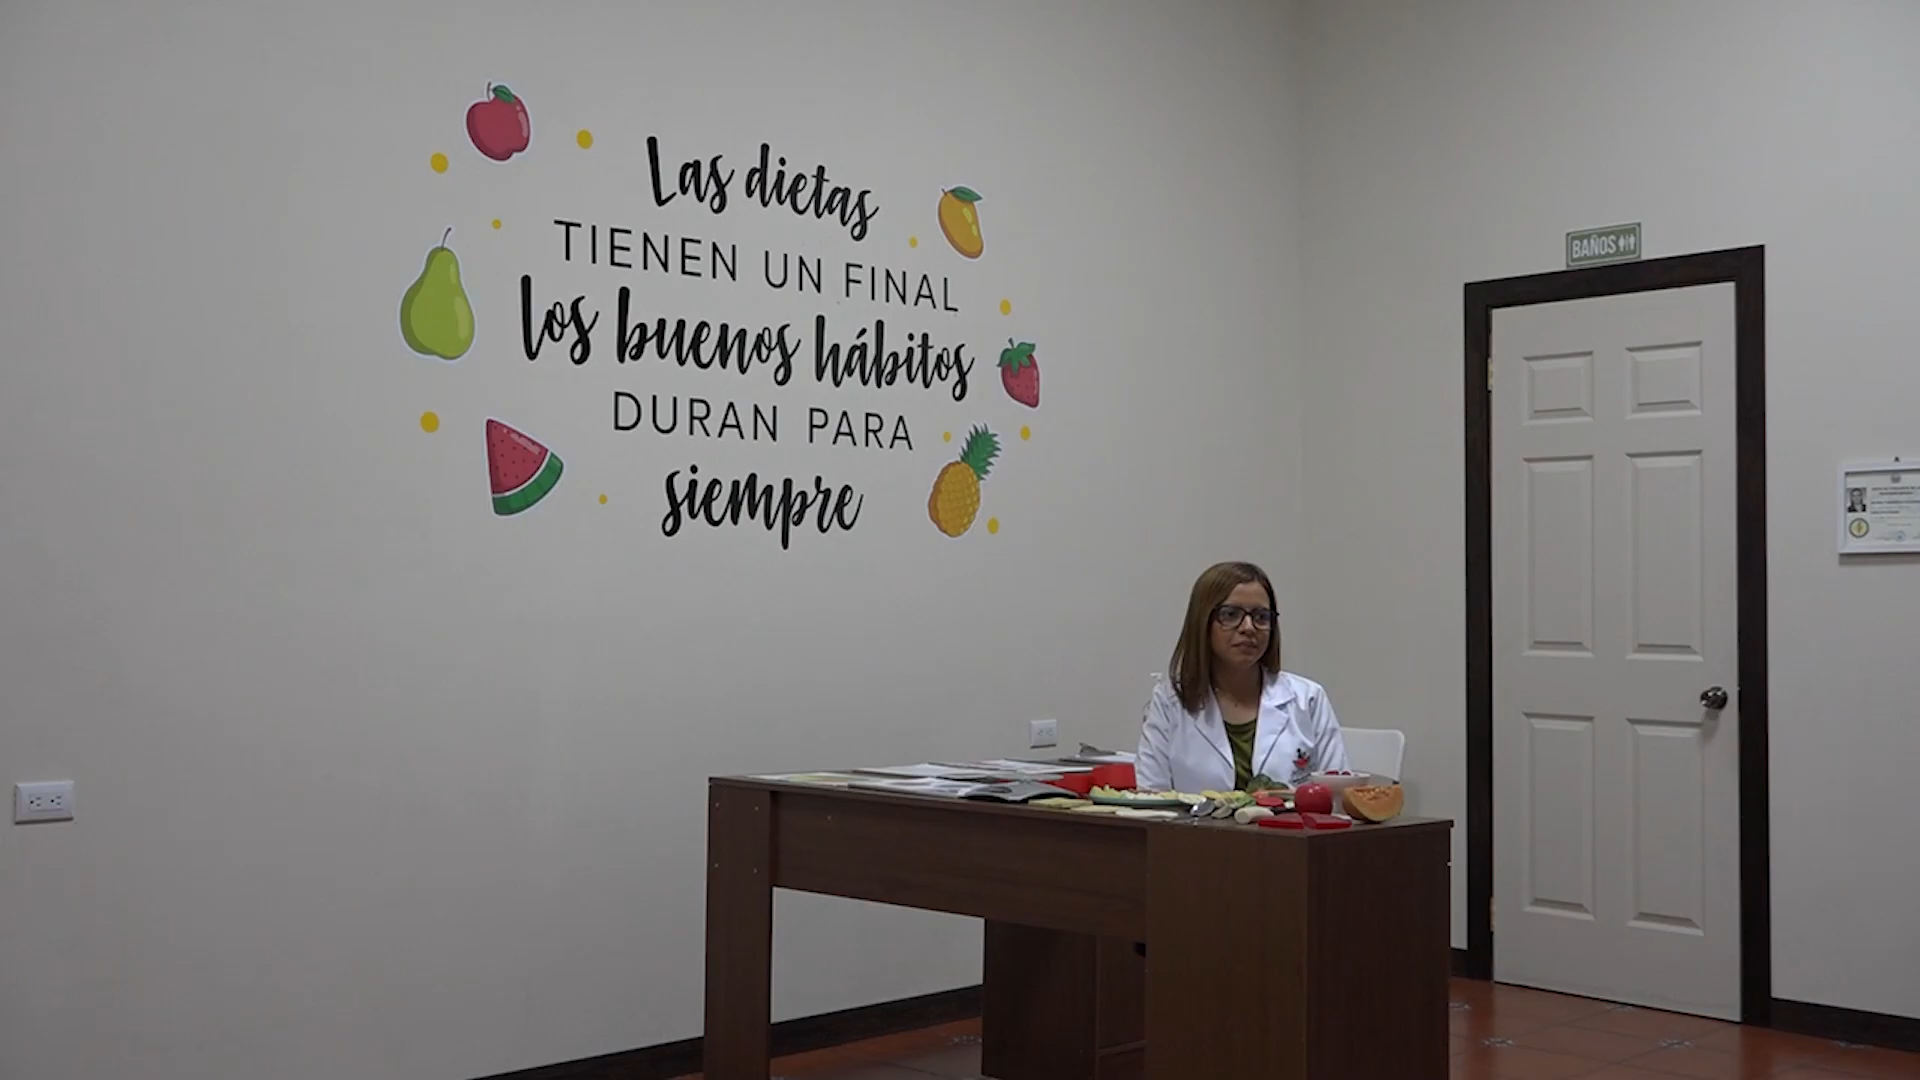 Las dietas
TIENEN UN FINAL
los buenos hábitos
DURAN PARA
siempre
BAÑOS